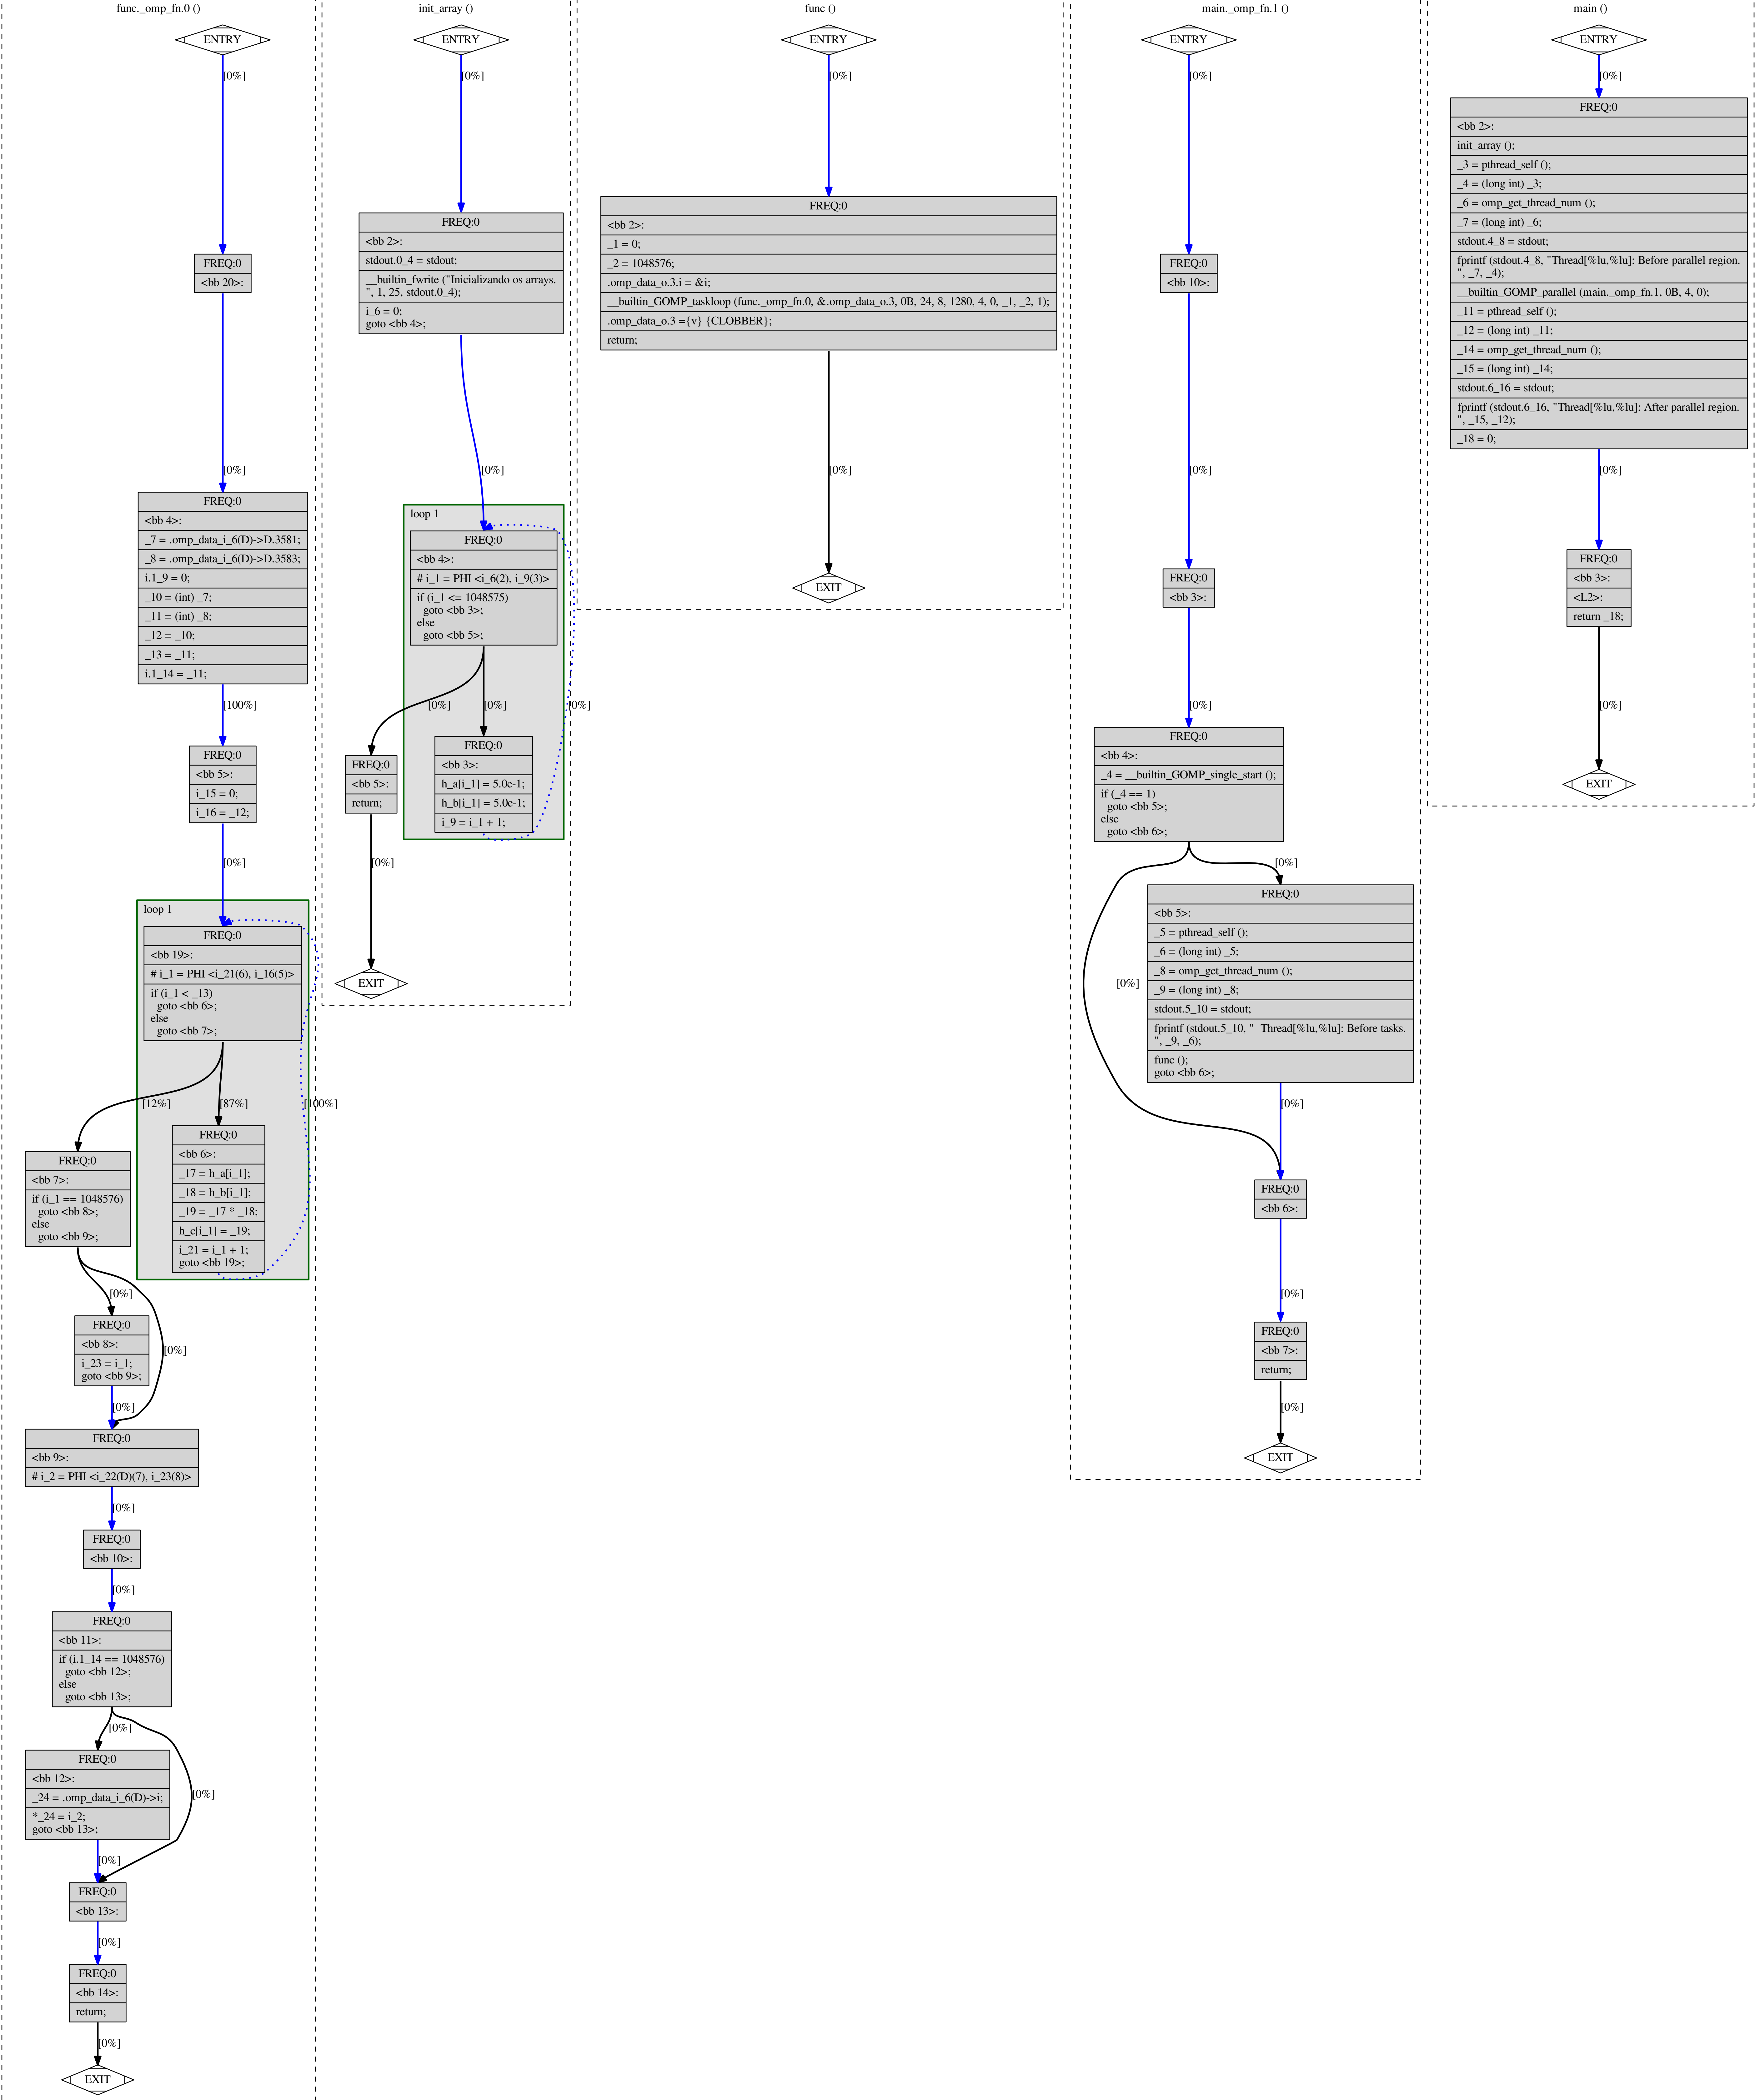 func._omp_fn.0 ()
ENTRY
[0%]
FREQ:0
<bb 20>:
[0%]
FREQ:0
<bb 4>:
_7 = .omp_data_i_6(D)->D.3581;
_8 = .omp_data_i_6(D)->D.3583;
i.1_9 = 0;
_10 = (int) _7;
_11 = (int) _8;
_12 = _10;
_13 = _11;
i.1_14 = _11;
[100%]
FREQ:0
<bb 5>:
i_15 = 0;
i_16 = _12;
[0%]
loop 1
FREQ:0
<bb 19>:
# i_1 = PHI <i_21(6), i_16(5)>
if (i_1 < _13)
goto <bb 6>;
else
goto <bb 7>;
[12%]
[87%]
[100%]
FREQ:0
<bb 6>:
_17 = h_a[i_1];
_18 = h_b[i_1];
_19 = _17 * _18;
h_c[i_1] = _19;
i_21 = i_1 + 1;
goto <bb 19>;
FREQ:0
<bb 7>:
if (i_1 == 1048576)
goto <bb 8>;
else
goto <bb 9>;
[0%]
[0%]
FREQ:0
<bb 8>:
i_23 = i_1;
goto <bb 9>;
[0%]
FREQ:0
<bb 9>:
# i_2 = PHI <i_22(D)(7), i_23(8)>
[0%]
FREQ:0
<bb 10>:
[0%]
FREQ:0
<bb 11>:
if (i.1_14 == 1048576)
goto <bb 12>;
else
goto <bb 13>;
[0%]
[0%]
FREQ:0
<bb 12>:
_24 = .omp_data_i_6(D)->i;
*_24 = i_2;
goto <bb 13>;
[0%]
FREQ:0
<bb 13>:
[0%]
FREQ:0
<bb 14>:
return;
[0%]
EXIT
init_array ()
ENTRY
[0%]
FREQ:0
<bb 2>:
stdout.0_4 = stdout;
__builtin_fwrite ("Inicializando os arrays.
", 1, 25, stdout.0_4);
i_6 = 0;
goto <bb 4>;
[0%]
loop 1
FREQ:0
<bb 4>:
# i_1 = PHI <i_6(2), i_9(3)>
if (i_1 <= 1048575)
goto <bb 3>;
else
goto <bb 5>;
[0%]
[0%]
[0%]
FREQ:0
<bb 3>:
h_a[i_1] = 5.0e-1;
h_b[i_1] = 5.0e-1;
i_9 = i_1 + 1;
FREQ:0
<bb 5>:
return;
[0%]
EXIT
func ()
ENTRY
[0%]
FREQ:0
<bb 2>:
_1 = 0;
_2 = 1048576;
.omp_data_o.3.i = &i;
__builtin_GOMP_taskloop (func._omp_fn.0, &.omp_data_o.3, 0B, 24, 8, 1280, 4, 0, _1, _2, 1);
.omp_data_o.3 ={v} {CLOBBER};
return;
[0%]
EXIT
main._omp_fn.1 ()
ENTRY
[0%]
FREQ:0
<bb 10>:
[0%]
FREQ:0
<bb 3>:
[0%]
FREQ:0
<bb 4>:
_4 = __builtin_GOMP_single_start ();
if (_4 == 1)
goto <bb 5>;
else
goto <bb 6>;
[0%]
[0%]
FREQ:0
<bb 5>:
_5 = pthread_self ();
_6 = (long int) _5;
_8 = omp_get_thread_num ();
_9 = (long int) _8;
stdout.5_10 = stdout;
fprintf (stdout.5_10, "  Thread[%lu,%lu]: Before tasks.
", _9, _6);
func ();
goto <bb 6>;
[0%]
FREQ:0
<bb 6>:
[0%]
FREQ:0
<bb 7>:
return;
[0%]
EXIT
main ()
ENTRY
[0%]
FREQ:0
<bb 2>:
init_array ();
_3 = pthread_self ();
_4 = (long int) _3;
_6 = omp_get_thread_num ();
_7 = (long int) _6;
stdout.4_8 = stdout;
fprintf (stdout.4_8, "Thread[%lu,%lu]: Before parallel region.
", _7, _4);
__builtin_GOMP_parallel (main._omp_fn.1, 0B, 4, 0);
_11 = pthread_self ();
_12 = (long int) _11;
_14 = omp_get_thread_num ();
_15 = (long int) _14;
stdout.6_16 = stdout;
fprintf (stdout.6_16, "Thread[%lu,%lu]: After parallel region.
", _15, _12);
_18 = 0;
[0%]
FREQ:0
<bb 3>:
<L2>:
return _18;
[0%]
EXIT